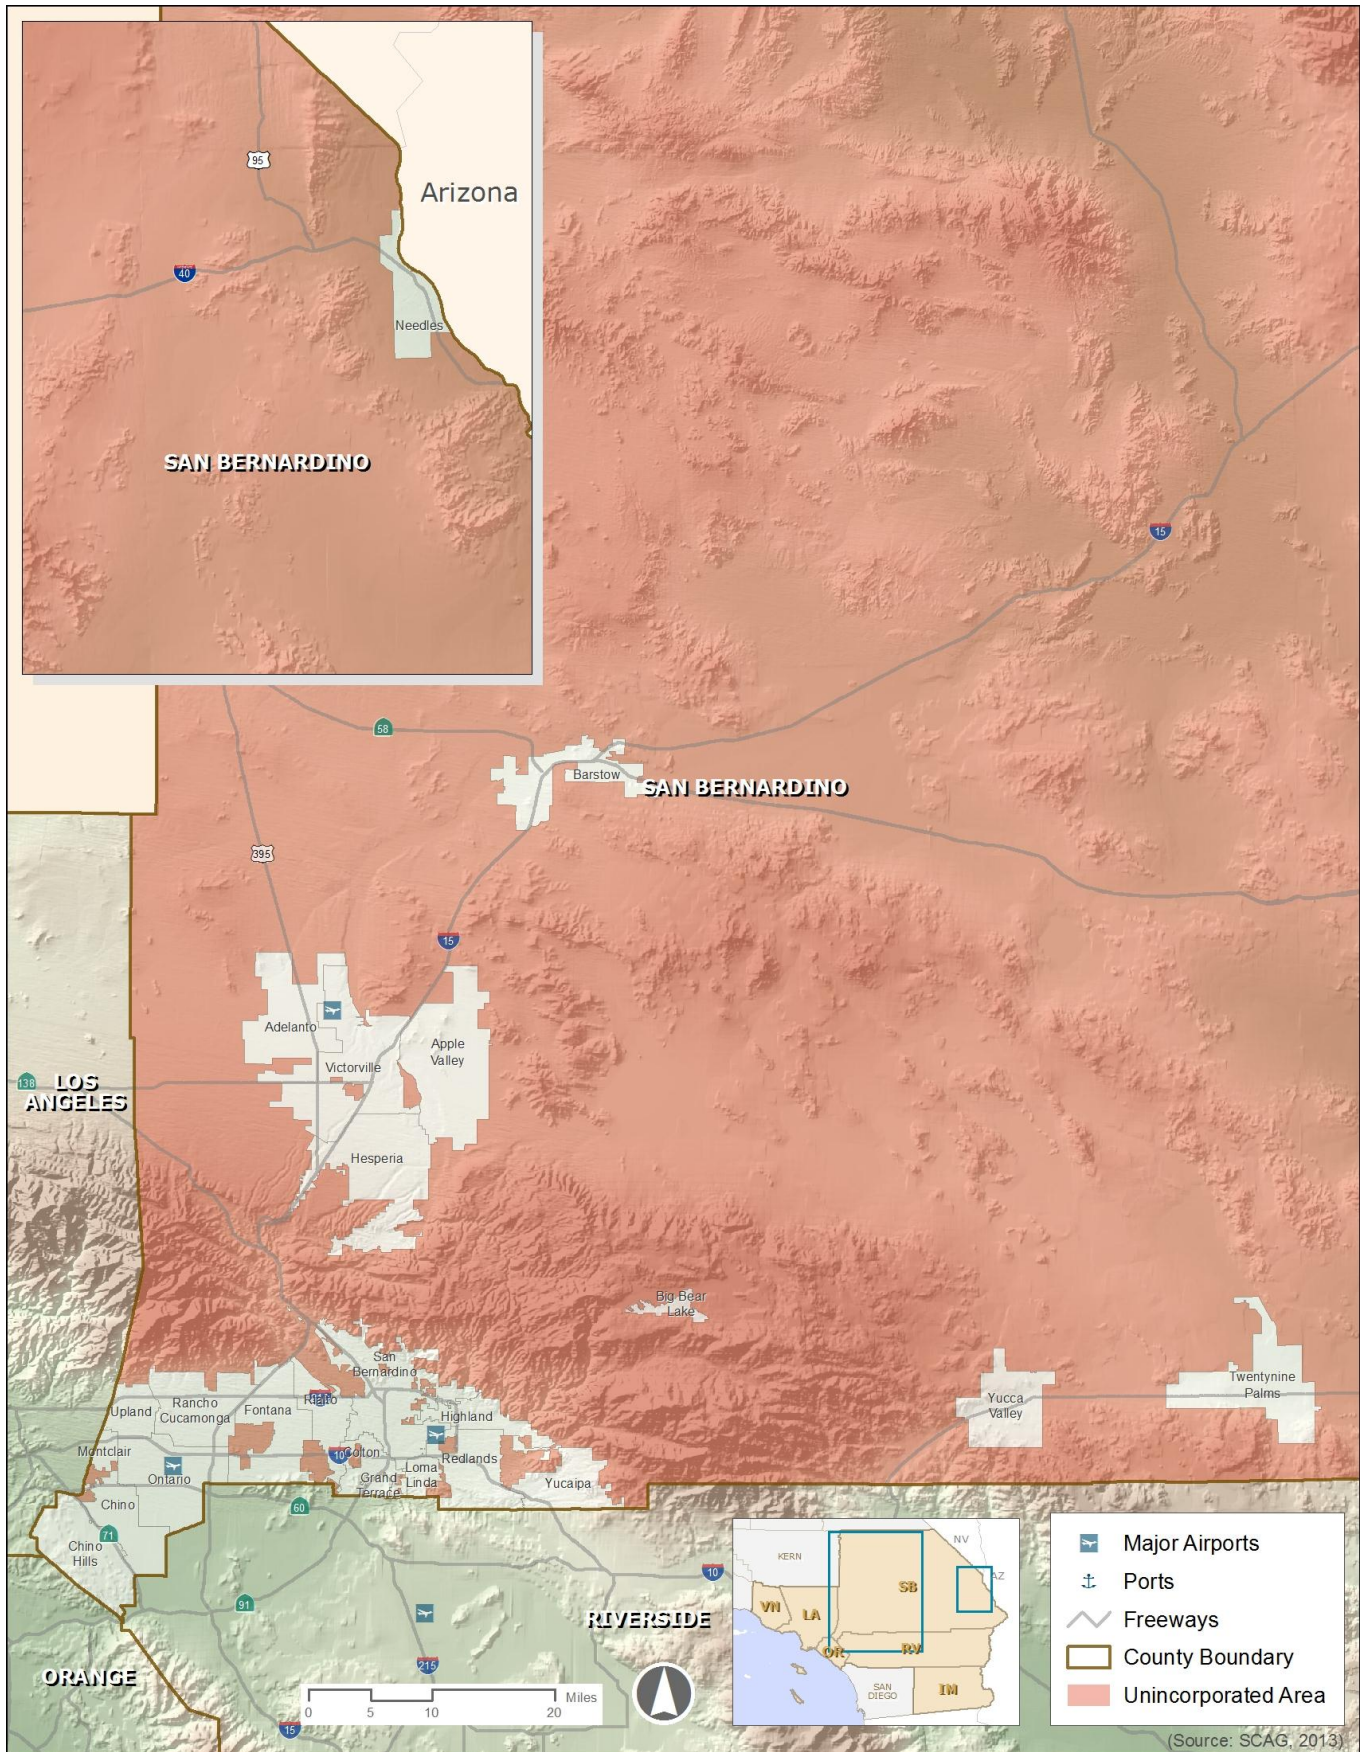 95
Arizona
40
Needles
SAN BERNARDINO
15
58
Barstow
SAN BERNARDINO
395
15
Adelanto
Apple
Valley
Victorville
138
LOS
ANGELES
Hesperia
Big Bear
Lake
San
Bernardino
Twentynine
Palms
Yucca
Valley
Rancho
Cucamonga
Upland
Fontana
Rialto
Highland
Montclair
10
Colton
Redlands
Ontario
Loma
Linda
Grand
Terrace
Yucaipa
Chino
60
71
Chino
Hills
10
91
RIVERSIDE
ORANGE
215
15
0
5
10
20
Miles
KERN
NV
AZ
SB
VN
LA
OR
RV
SAN
DIEGO
IM
Major Airports
Ports
Freeways
County Boundary
Unincorporated Area
(Source: SCAG, 2013)